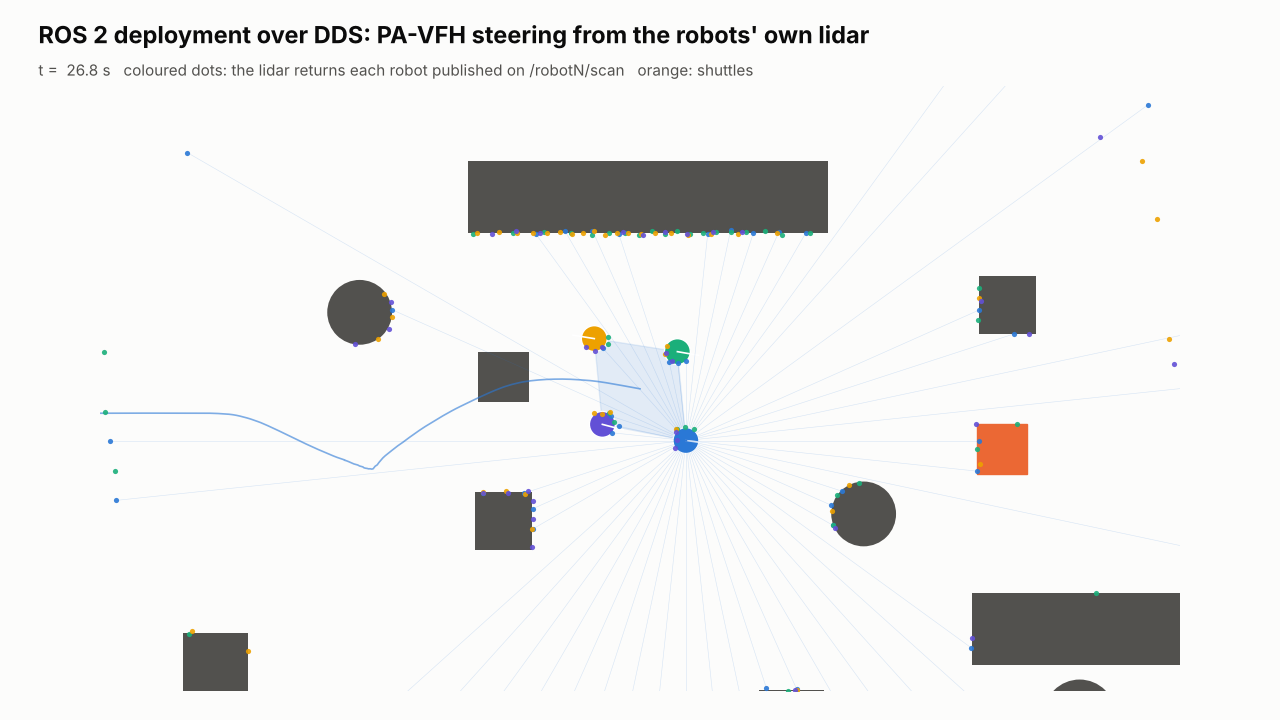 ROS 2 deployment over DDS: PA-VFH steering from the robots' own lidar
t =  26.8 s   coloured dots: the lidar returns each robot published on /robotN/scan   orange: shuttles